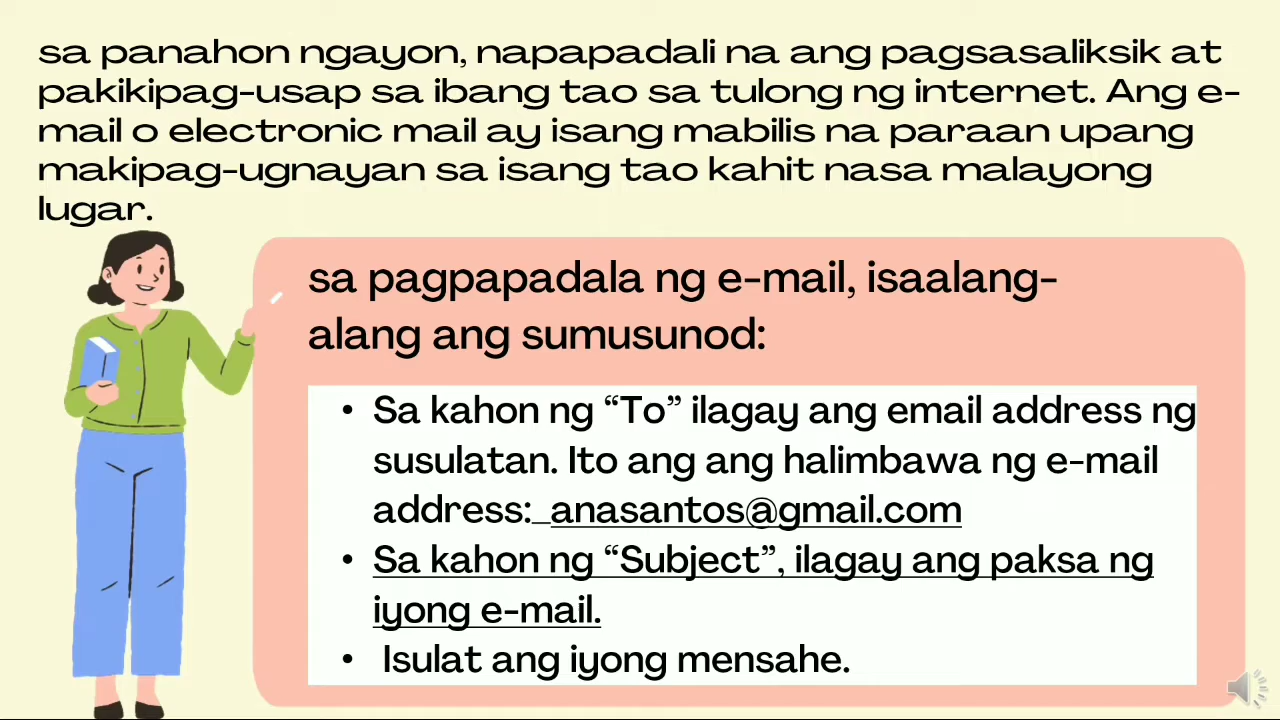 sa panahon ngayon, napapadali na ang pagsasaliksik at
pakikipag-usap sa ibang tao sa tulong ng internet. Ang e-
mail o electronic mail ay isang mabilis na paraan upang
makipag-ugnayan sa isang tao kahit nasa malayong
lugar.
sa pagpapadala ng e-mail, isaalang-
alang ang sumusunod:
• Sa kahon ng “To” ilagay ang email address ng
susulatan. Ito ang ang halimbawa ng e-mail
address: anasantos@gmail.com
• Sa kahon ng “Subject”, ilagay ang paksa ng
iyong e-mail.
• Isulat ang iyong mensahe.